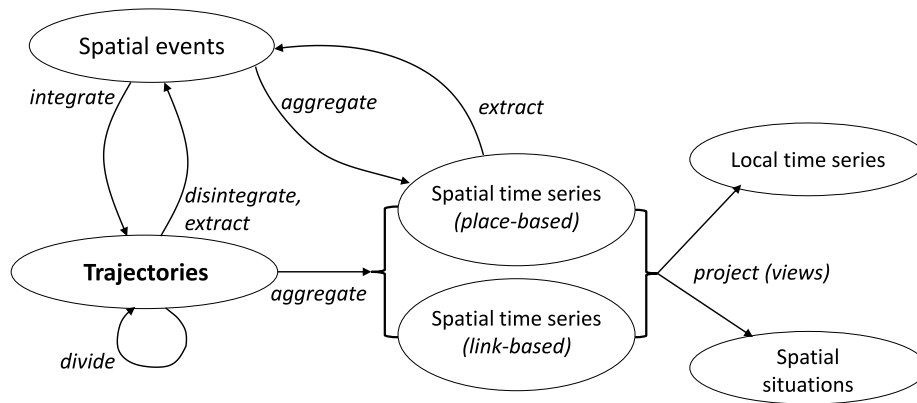 Spatial events
integrate
aggregate
extract
disintegrate,
extract
Trajectories
aggregate
divide
Spatial time series
(place-based)
Spatial time series
(link-based)
Local time series
project (views)
Spatial
situations